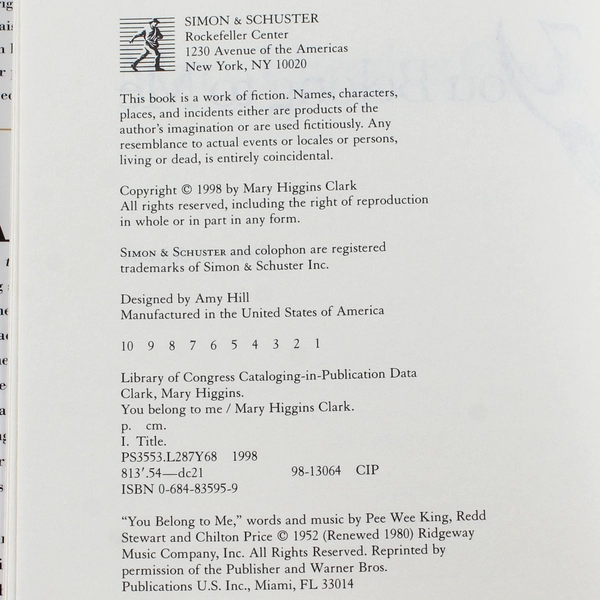 SIMON & SCHUSTER
Rockefeller Center
1230 Avenue of the Americas
New York, NY 10020
This book is a work of fiction. Names, characters,
places, and incidents either are products of the
author's imagination or are used fictitiously. Any
resemblance to actual events or locales or persons,
living or dead, is entirely coincidental.
Copyright © 1998 by Mary Higgins Clark
All rights reserved, including the right of reproduction
in whole or in part in any form.
SIMON & SCHUSTER and colophon are registered
trademarks of Simon & Schuster Inc.
Designed by Amy Hill
Manufactured in the United States of America
10 9 8 7 6 5 4 3 2 1
Library of Congress Cataloging-in-Publication Data
Clark, Mary Higgins.
You belong to me / Mary Higgins Clark.
p. cm.
I. Title.
PS3553.L287Y68 1998
813'.54—dc21 98-13064 CIP
ISBN 0-684-83595-9
"You Belong to Me," words and music by Pee Wee King, Redd
Stewart and Chilton Price © 1952 (Renewed 1980) Ridgeway
Music Company, Inc. All Rights Reserved. Reprinted by
permission of the Publisher and Warner Bros.
Publications U.S. Inc., Miami, FL 33014